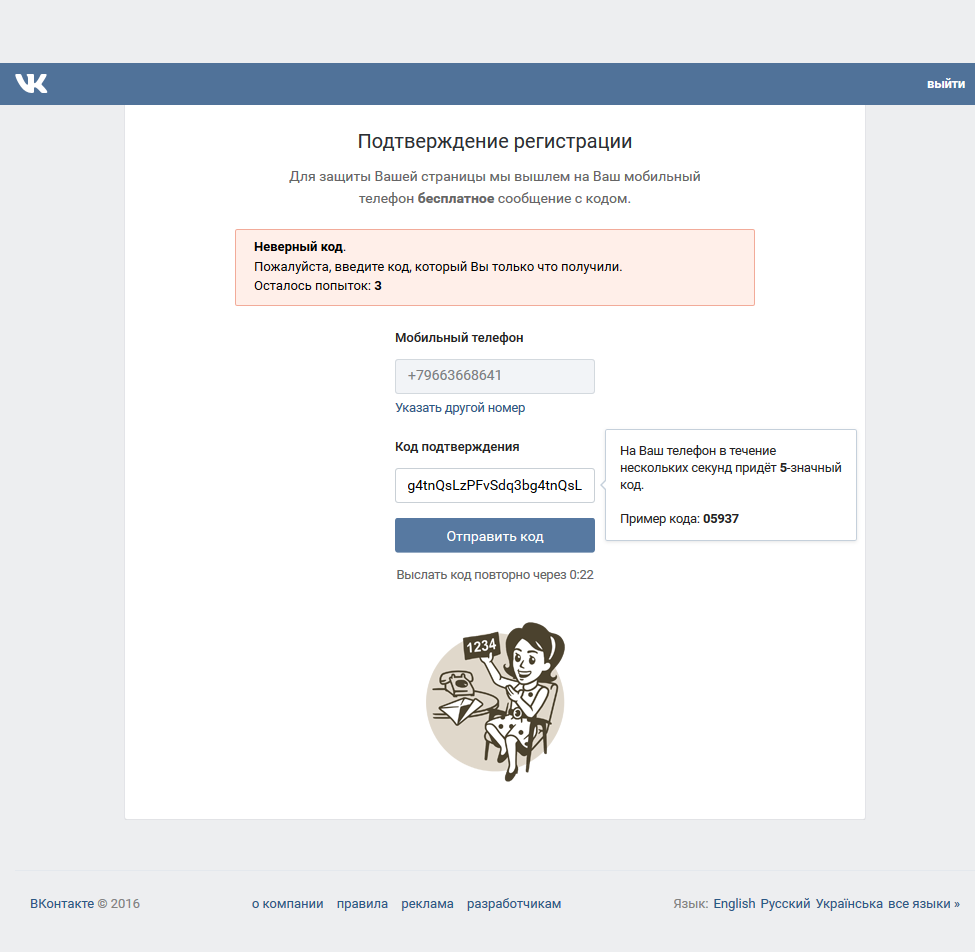 VK
выйти
Подтверждение регистрации
Для защиты Вашей страницы мы вышлем на Ваш мобильный
телефон бесплатное сообщение с кодом.
Неверный код.
Пожалуйста, введите код, который Вы только что получили.
Осталось попыток: 3
Мобильный телефон
+79663668641
Указать другой номер
Код подтверждения
g4tnQsLzPFvSdq3bg4tnQsL
На Ваш телефон в течение
нескольких секунд придёт 5-значный
код.
Пример кода: 05937
Отправить код
Выслать код повторно через 0:22
1234
ВКонтакте © 2016
о компании правила реклама разработчикам
Язык: English Русский Українська все языки »